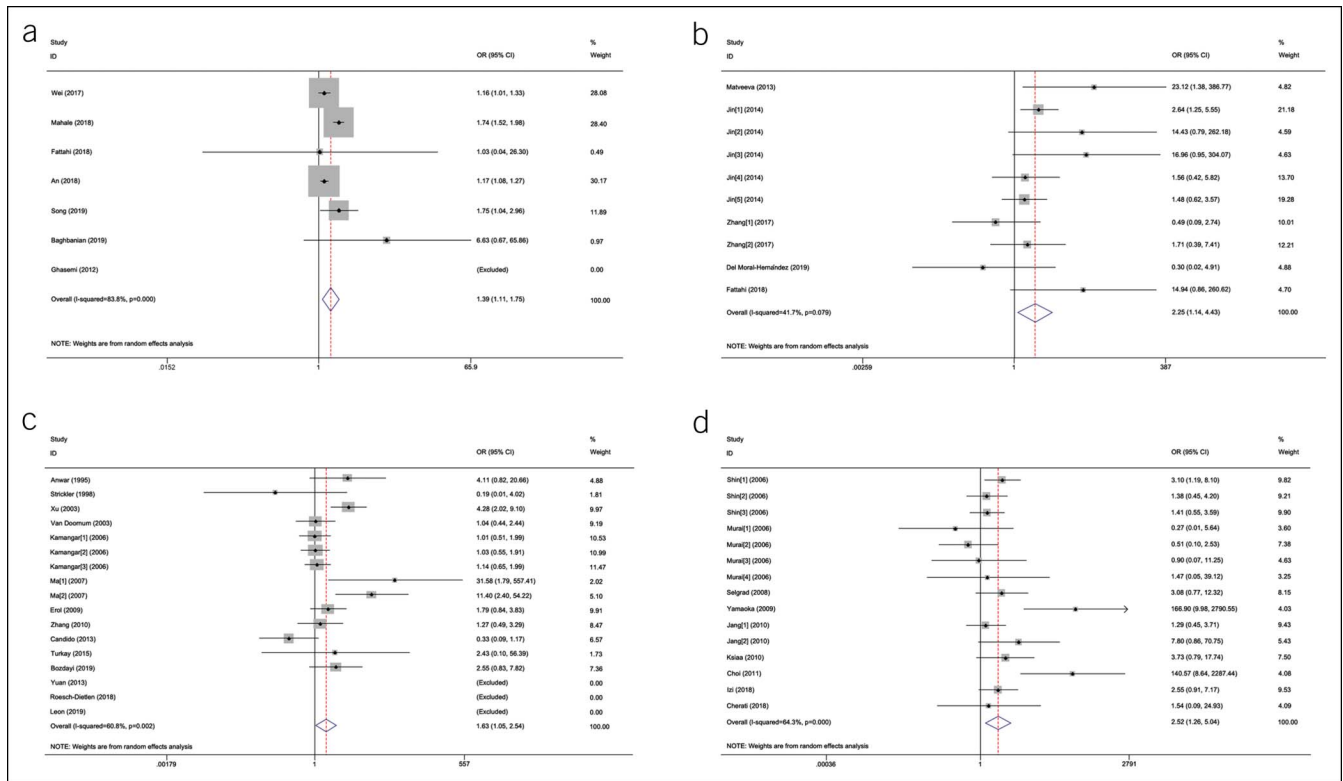 a
Study
%
ID
OR (95% CI)
Weight
Wei (2017)
1.16 (1.01, 1.33)
28.08
Mahale (2018)
1.74 (1.52, 1.98)
28.40
Fattahi (2018)
1.03 (0.04, 26.30)
0.49
An (2018)
1.17 (1.08, 1.27)
30.17
Song (2019)
1.75 (1.04, 2.96)
11.89
Baghbanian (2019)
6.63 (0.67, 65.86)
0.97
Ghasemi (2012)
(Excluded)
0.00
Overall (I-squared=83.8%, p=0.000)
1.39 (1.11, 1.75)
100.00
NOTE: Weights are from random effects analysis
.0152
1
65.9
b
Study
%
ID
OR (95% CI)
Weight
Matveeva (2013)
23.12 (1.38, 386.77)
4.82
Jin[1] (2014)
2.64 (1.25, 5.55)
21.18
Jin[2] (2014)
14.43 (0.79, 262.18)
4.59
Jin[3] (2014)
16.96 (0.95, 304.07)
4.63
Jin[4] (2014)
1.56 (0.42, 5.82)
13.70
Jin[5] (2014)
1.48 (0.62, 3.57)
19.28
Zhang[1] (2017)
0.49 (0.09, 2.74)
10.01
Zhang[2] (2017)
1.71 (0.39, 7.41)
12.21
Del Moral-Hernández (2019)
0.30 (0.02, 4.91)
4.88
Fattahi (2018)
14.94 (0.86, 260.62)
4.70
Overall (I-squared=41.7%, p=0.079)
2.25 (1.14, 4.43)
100.00
NOTE: Weights are from random effects analysis
.00259
1
387
c
Study
%
ID
OR (95% CI)
Weight
Anwar (1995)
4.11 (0.82, 20.66)
4.88
Strickler (1998)
0.19 (0.01, 4.02)
1.81
Xu (2003)
4.28 (2.02, 9.10)
9.97
Van Doornum (2003)
1.04 (0.44, 2.44)
9.19
Kamangar[1] (2006)
1.01 (0.51, 1.99)
10.53
Kamangar[2] (2006)
1.03 (0.55, 1.91)
10.99
Kamangar[3] (2006)
1.14 (0.65, 1.99)
11.47
Ma[1] (2007)
31.58 (1.79, 557.41)
2.02
Ma[2] (2007)
11.40 (2.40, 54.22)
5.10
Erol (2009)
1.79 (0.84, 3.83)
9.91
Zhang (2010)
1.27 (0.49, 3.29)
8.47
Candido (2013)
0.33 (0.09, 1.17)
6.57
Turkay (2015)
2.43 (0.10, 56.39)
1.73
Bozdayi (2019)
2.55 (0.83, 7.82)
7.36
Yuan (2013)
(Excluded)
0.00
Roesch-Dietlen (2018)
(Excluded)
0.00
Leon (2019)
(Excluded)
0.00
Overall (I-squared=60.8%, p=0.002)
1.63 (1.05, 2.54)
100.00
NOTE: Weights are from random effects analysis
.00179
1
557
d
Study
%
ID
OR (95% CI)
Weight
Shin[1] (2006)
3.10 (1.19, 8.10)
9.82
Shin[2] (2006)
1.38 (0.45, 4.20)
9.21
Shin[3] (2006)
1.41 (0.55, 3.59)
9.90
Murai[1] (2006)
0.27 (0.01, 5.64)
3.60
Murai[2] (2006)
0.51 (0.10, 2.53)
7.38
Murai[3] (2006)
0.90 (0.07, 11.25)
4.63
Murai[4] (2006)
1.47 (0.05, 39.12)
3.25
Selgrad (2008)
3.08 (0.77, 12.32)
8.15
Yamaoka (2009)
166.90 (9.98, 2790.55)
4.03
Jang[1] (2010)
1.29 (0.45, 3.71)
9.43
Jang[2] (2010)
7.80 (0.86, 70.75)
5.43
Ksiaa (2010)
3.73 (0.79, 17.74)
7.50
Choi (2011)
140.57 (8.64, 2287.44)
4.08
Izi (2018)
2.55 (0.91, 7.17)
9.53
Cherati (2018)
1.54 (0.09, 24.93)
4.09
Overall (I-squared=64.3%, p=0.000)
2.52 (1.26, 5.04)
100.00
NOTE: Weights are from random effects analysis
.00036
1
2791